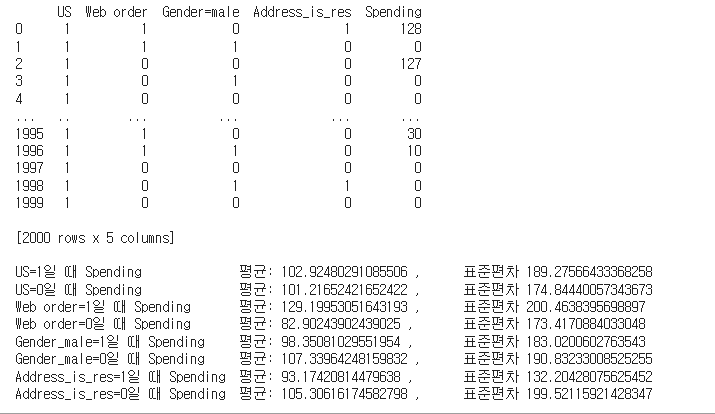 US Web order Gender=male Address_is_res Spending
0 1 1 0 1 128
1 1 1 1 0 0
2 1 0 0 0 127
3 1 0 1 0 0
4 1 0 0 0 0
... .. ... ... ... ...
1995 1 1 0 0 30
1996 1 1 1 0 10
1997 1 0 0 0 0
1998 1 0 1 1 0
1999 1 0 0 0 0
[2000 rows x 5 columns]
US=1일 때 Spending 평균: 102.92480291085506 , 표준편차 189.27566433368258
US=0일 때 Spending 평균: 101.21652421652422 , 표준편차 174.84440057343673
Web order=1일 때 Spending 평균: 129.19953051643193 , 표준편차 200.4638395698897
Web order=0일 때 Spending 평균: 82.90243902439025 , 표준편차 173.4170884033048
Gender_male=1일 때 Spending 평균: 98.35081029551954 , 표준편차 183.0200602763543
Gender_male=0일 때 Spending 평균: 107.33964248159832 , 표준편차 190.83233008525255
Address_is_res=1일 때 Spending 평균: 93.17420814479638 , 표준편차 132.20428075625452
Address_is_res=0일 때 Spending 평균: 105.30616174582798 , 표준편차 199.52115921428347